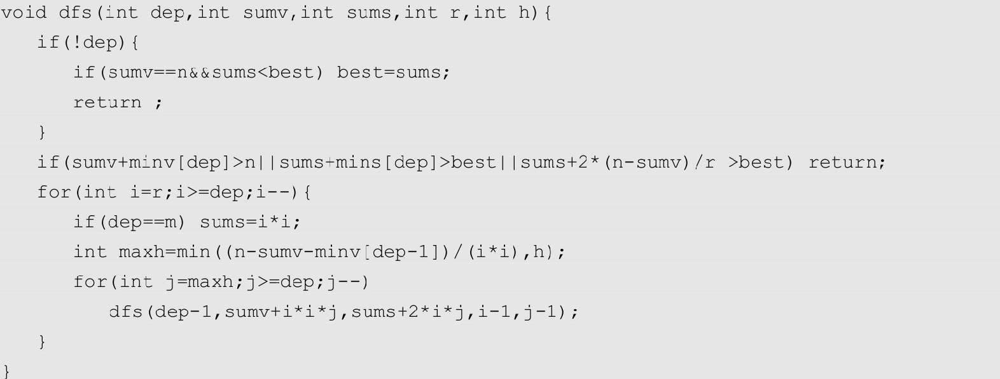 void dfs(int dep,int sumv,int sums,int r,int h){
    if(!dep){
        if(sumv==n&&sums<best) best=sums;
        return ;
    }
    if(sumv+minv[dep]>n||sums+mins[dep]>best||sums+2*(n-sumv)/r >best) return;
    for(int i=r;i>=dep;i--){
        if(dep==m) sums=i*i;
        int maxh=min((n-sumv-minv[dep-1])/(i*i),h);
        for(int j=maxh;j>=dep;j--)
            dfs(dep-1,sumv+i*i*j,sums+2*i*j,i-1,j-1);
    }
}